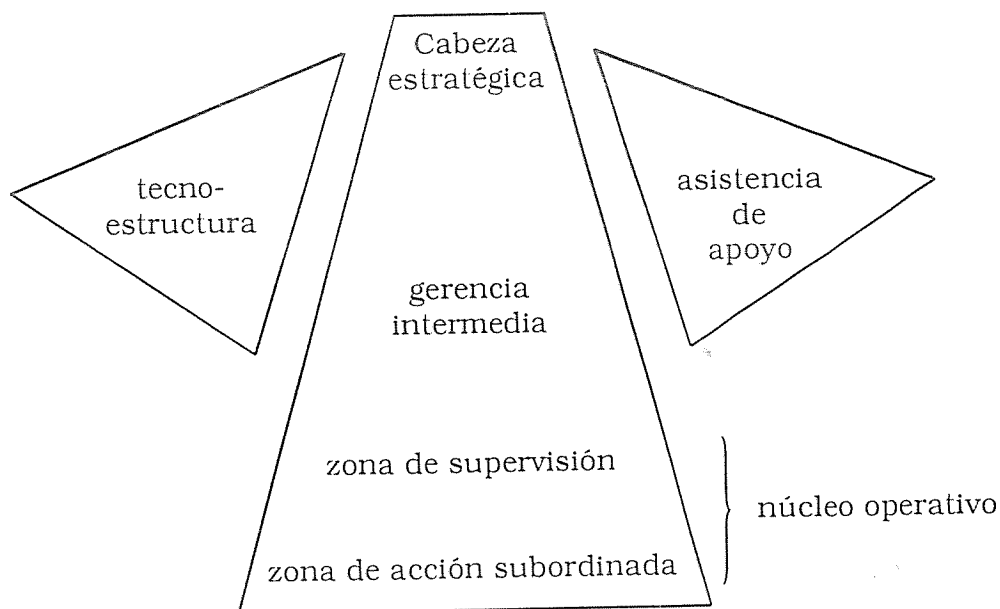 Cabeza
estratégica
tecno-
estructura
asistencia
de
apoyo
gerencia
intermedia
zona de supervisión
núcleo operativo
zona de acción subordinada